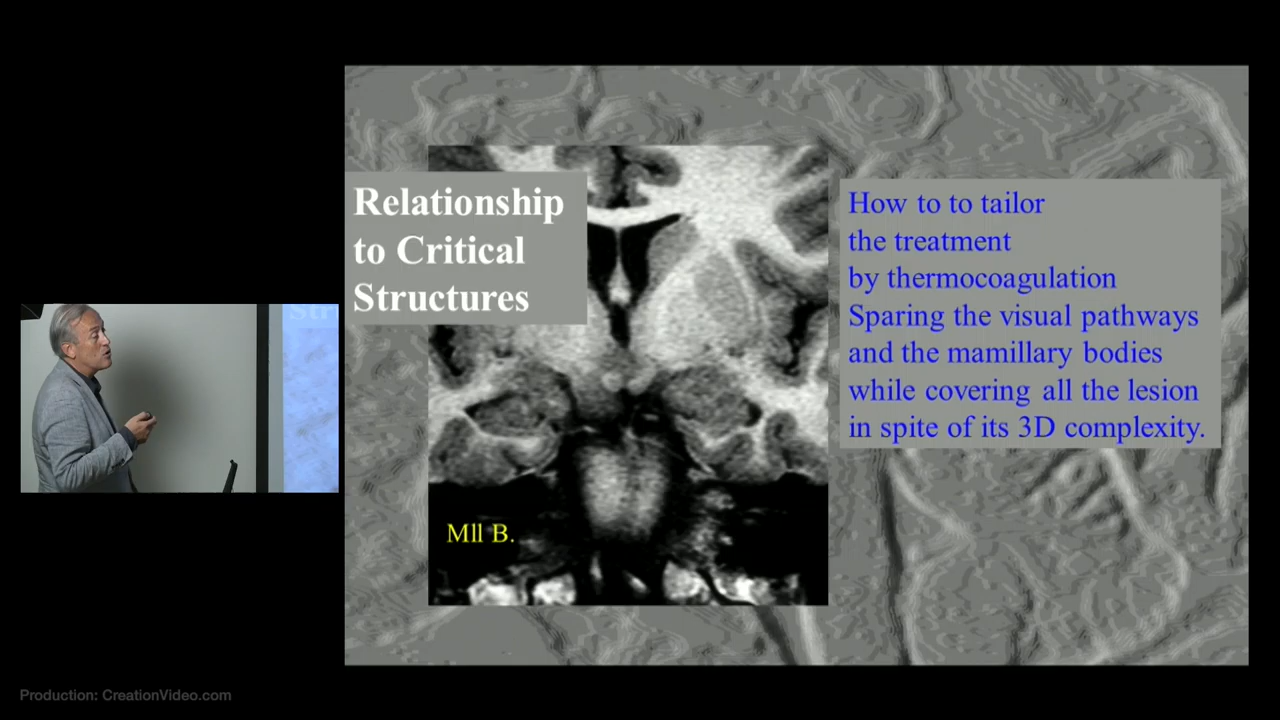 Str
Relationship
to Critical
Structures
How to to tailor
the treatment
by thermocoagulation
Sparing the visual pathways
and the mamillary bodies
while covering all the lesion
in spite of its 3D complexity.
Mll B.
Production: CreationVideo.com